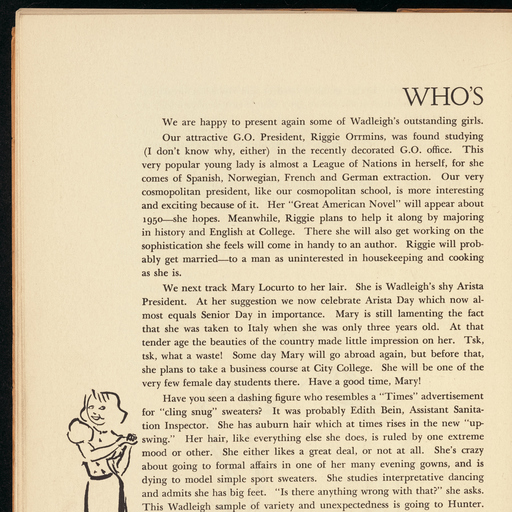 WHO'S
We are happy to present again some of Wadleigh's outstanding girls.
Our attractive G.O. President, Riggie Orrmins, was found studying
(I don't know why, either) in the recently decorated G.O. office. This
very popular young lady is almost a League of Nations in herself, for she
comes of Spanish, Norwegian, French and German extraction. Our very
cosmopolitan president, like our cosmopolitan school, is more interesting
and exciting because of it. Her “Great American Novel” will appear about
1950—she hopes. Meanwhile, Riggie plans to help it along by majoring
in history and English at College. There she will also get working on the
sophistication she feels will come in handy to an author. Riggie will prob-
ably get married—to a man as uninterested in housekeeping and cooking
as she is.
We next track Mary Locurto to her lair. She is Wadleigh's shy Arista
President. At her suggestion we now celebrate Arista Day which now al-
most equals Senior Day in importance. Mary is still lamenting the fact
that she was taken to Italy when she was only three years old. At that
tender age the beauties of the country made little impression on her. Tsk,
tsk, what a waste! Some day Mary will go abroad again, but before that,
she plans to take a business course at City College. She will be one of the
very few female day students there. Have a good time, Mary!
Have you seen a dashing figure who resembles a “Times” advertisement
for “cling snug” sweaters? It was probably Edith Bein, Assistant Sanita-
tion Inspector. She has auburn hair which at times rises in the new “up-
swing.” Her hair, like everything else she does, is ruled by one extreme
mood or other. She either likes a great deal, or not at all. She's crazy
about going to formal affairs in one of her many evening gowns, and is
dying to model simple sport sweaters. She studies interpretative dancing
and admits she has big feet. “Is there anything wrong with that?” she asks.
This Wadleigh sample of variety and unexpectedness is going to Hunter.